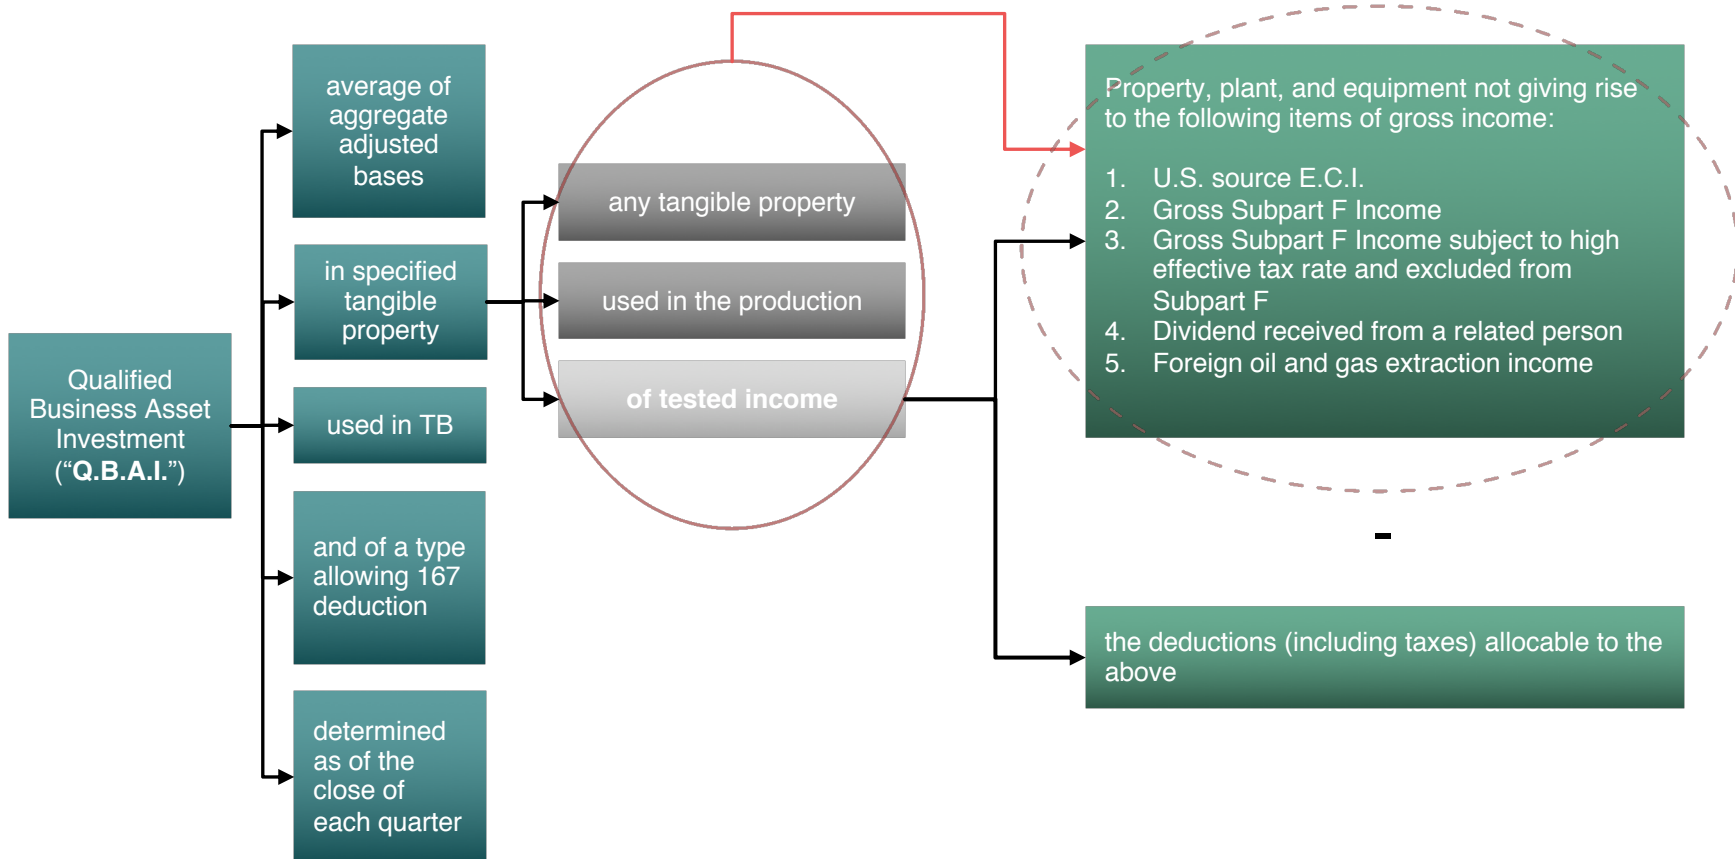 Qualified
Business Asset
Investment
(“Q.B.A.I.”)
average of
aggregate
adjusted
bases
in specified
tangible
property
used in TB
and of a type
allowing 167
deduction
determined
as of the
close of
each quarter
any tangible property
used in the production
of tested income
Property, plant, and equipment not giving rise
to the following items of gross income:
1. U.S. source E.C.I.
2. Gross Subpart F Income
3. Gross Subpart F Income subject to high
effective tax rate and excluded from
Subpart F
4. Dividend received from a related person
5. Foreign oil and gas extraction income
-
the deductions (including taxes) allocable to the
above